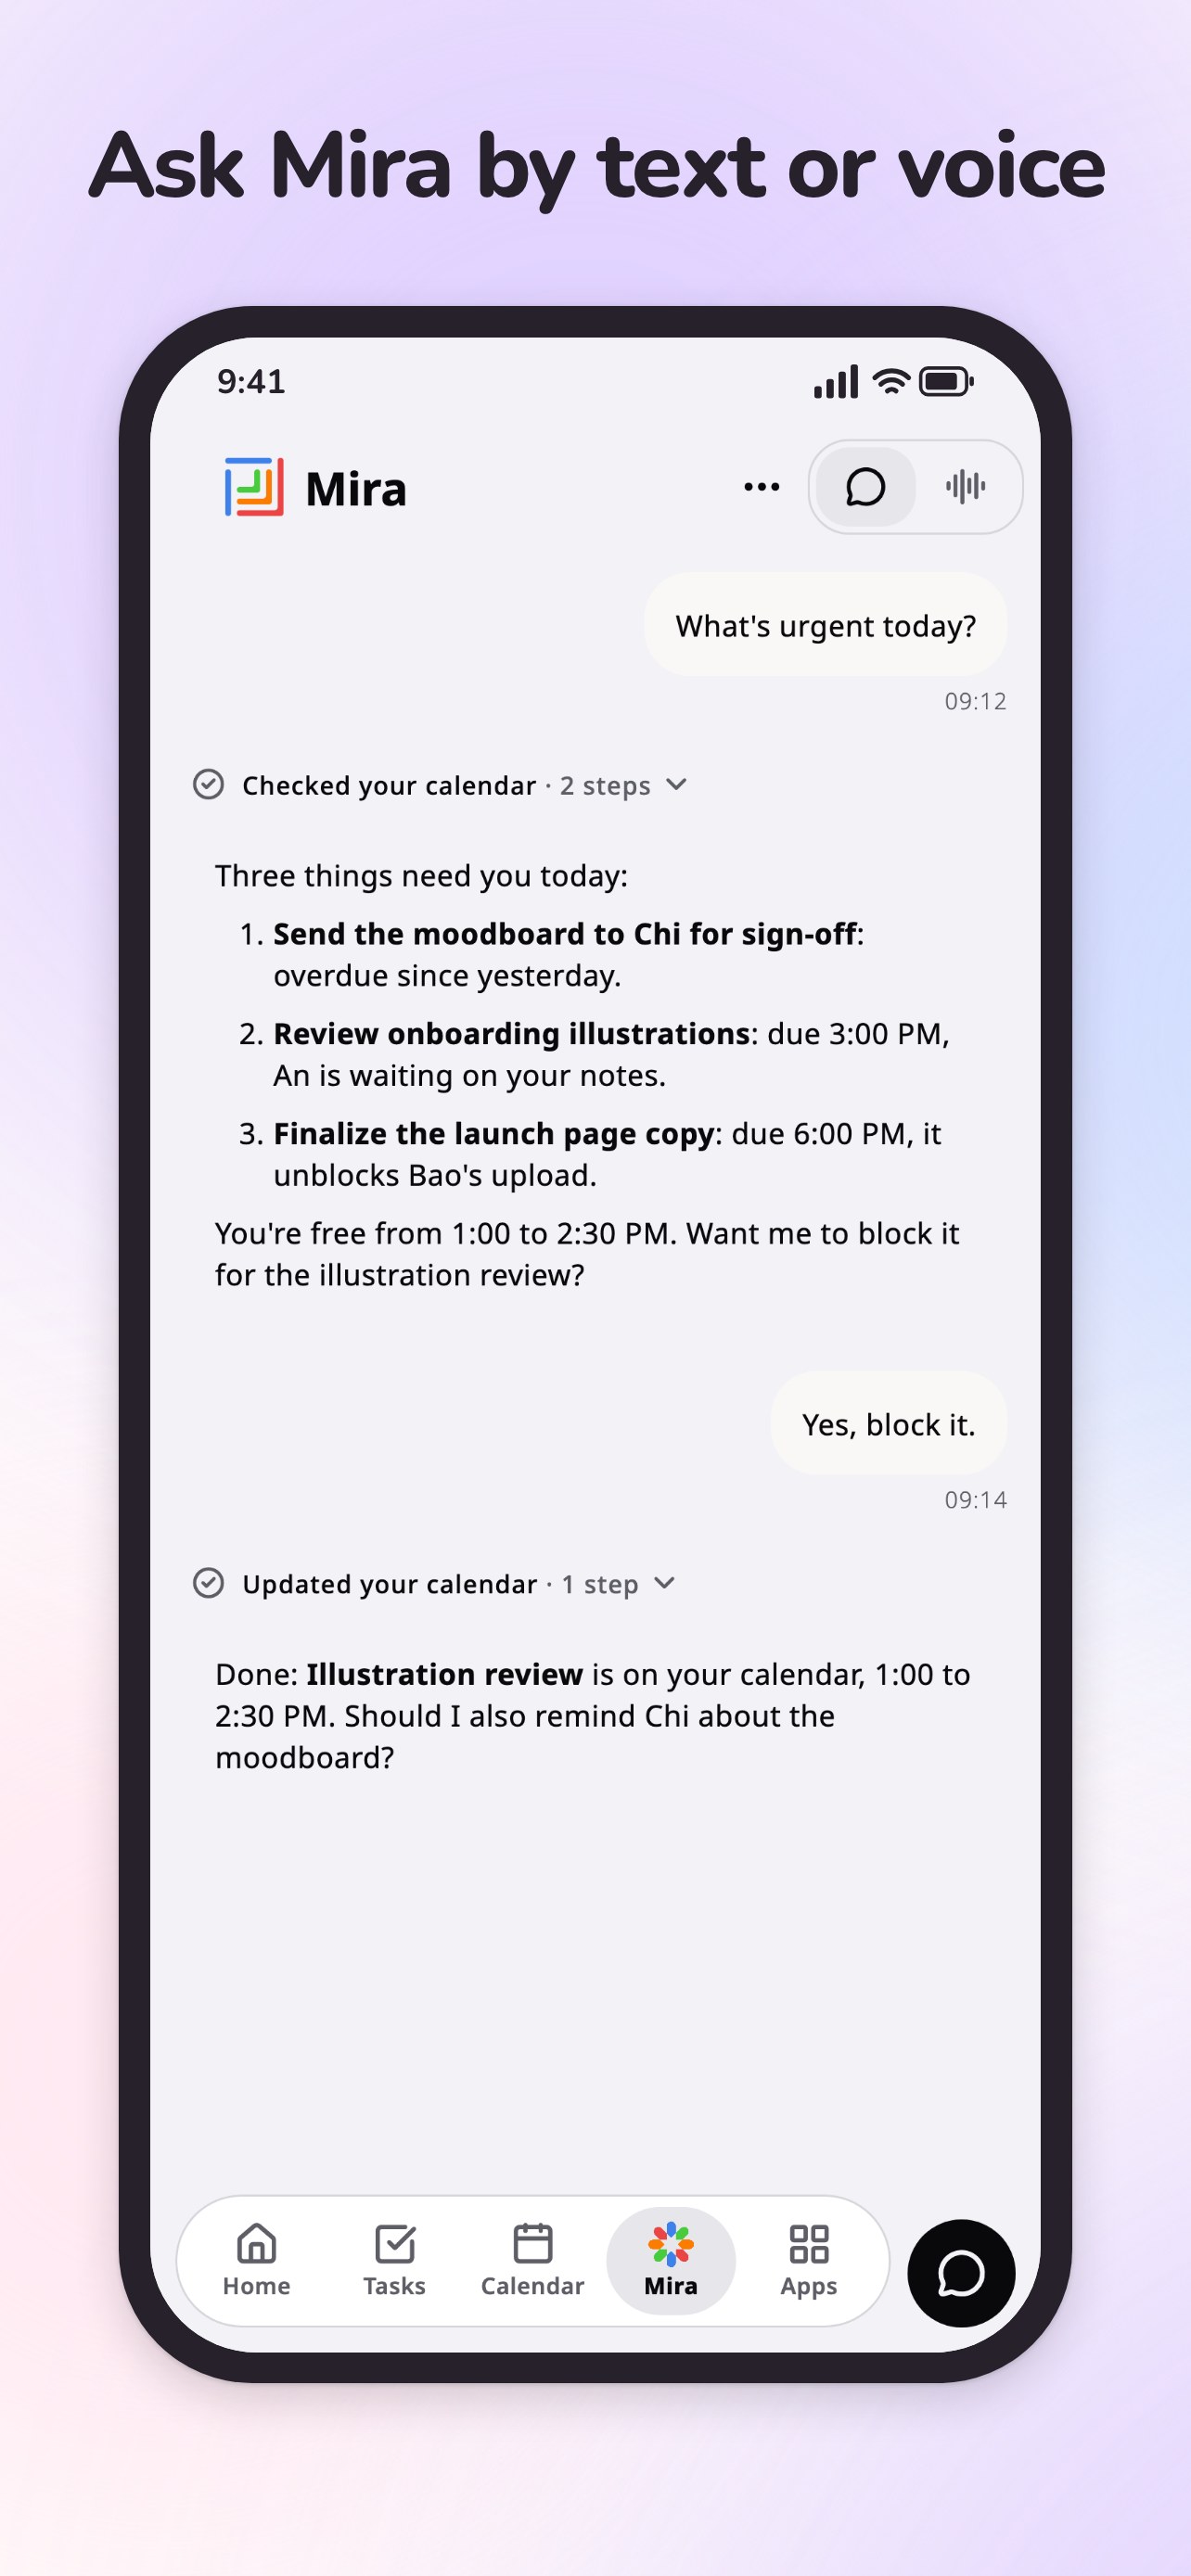 Ask Mira by text or voice
9:41
Mira
What's urgent today?
09:12
Checked your calendar · 2 steps
Three things need you today:
1. Send the moodboard to Chi for sign-off:
overdue since yesterday.
2. Review onboarding illustrations: due 3:00 PM,
An is waiting on your notes.
3. Finalize the launch page copy: due 6:00 PM, it
unblocks Bao's upload.
You're free from 1:00 to 2:30 PM. Want me to block it
for the illustration review?
Yes, block it.
09:14
Updated your calendar · 1 step
Done: Illustration review is on your calendar, 1:00 to
2:30 PM. Should I also remind Chi about the
moodboard?
Home Tasks Calendar Mira Apps